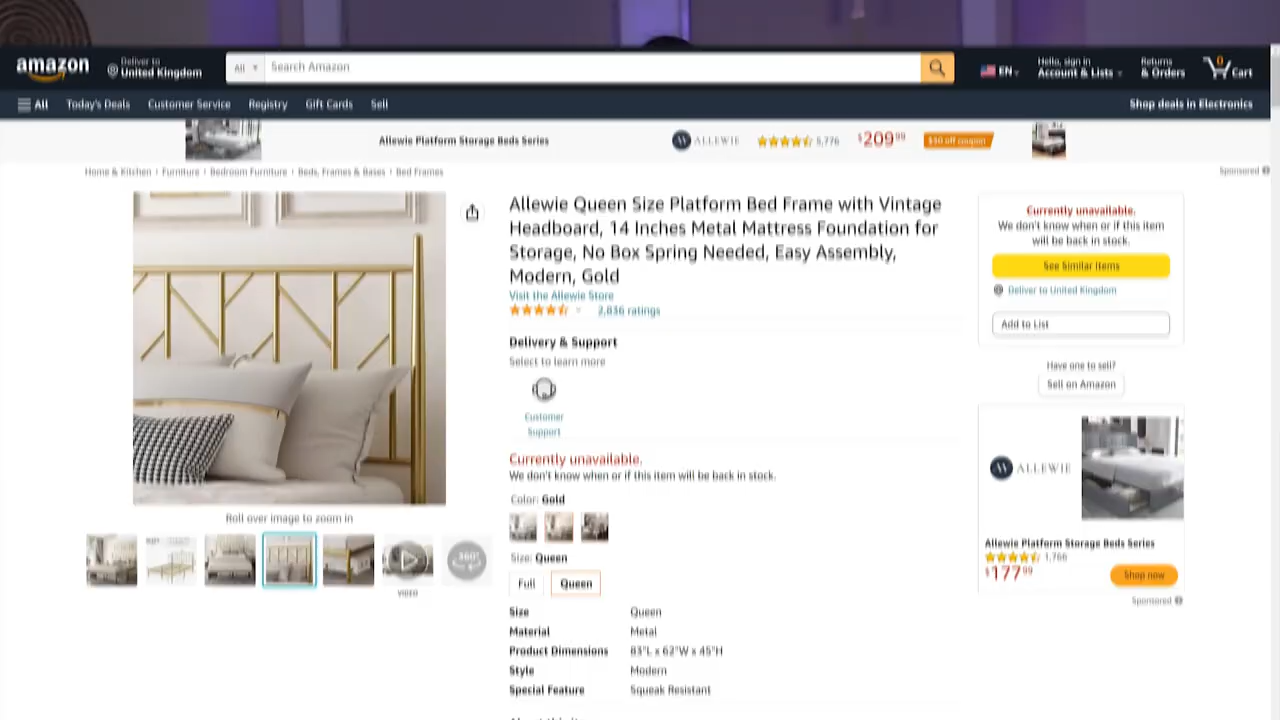 amazon
Deliver to
United Kingdom
All
Search Amazon
EN
Hello, sign in
Account & Lists
Returns
& Orders
0
Cart
All
Today's Deals
Customer Service
Registry
Gift Cards
Sell
Shop deals in Electronics
Allewie Platform Storage Beds Series
ALLEWIE
5,776
$209⁹⁹
$30 off coupon
Home & Kitchen › Furniture › Bedroom Furniture › Beds, Frames & Bases › Bed Frames
Sponsored
Allewie Queen Size Platform Bed Frame with Vintage
Headboard, 14 Inches Metal Mattress Foundation for
Storage, No Box Spring Needed, Easy Assembly,
Modern, Gold
Visit the Allewie Store
2,836 ratings
Delivery & Support
Select to learn more
Customer
Support
Currently unavailable.
We don't know when or if this item will be back in stock.
Color: Gold
Size: Queen
Full
Queen
Size Queen
Material Metal
Product Dimensions 83"L x 62"W x 45"H
Style Modern
Special Feature Squeak Resistant
Roll over image to zoom in
VIDEO
360°
Currently unavailable.
We don't know when or if this item
will be back in stock.
See Similar Items
Deliver to United Kingdom
Add to List
Have one to sell?
Sell on Amazon
ALLEWIE
Allewie Platform Storage Beds Series
1,766
$177⁹⁹
Shop now
Sponsored